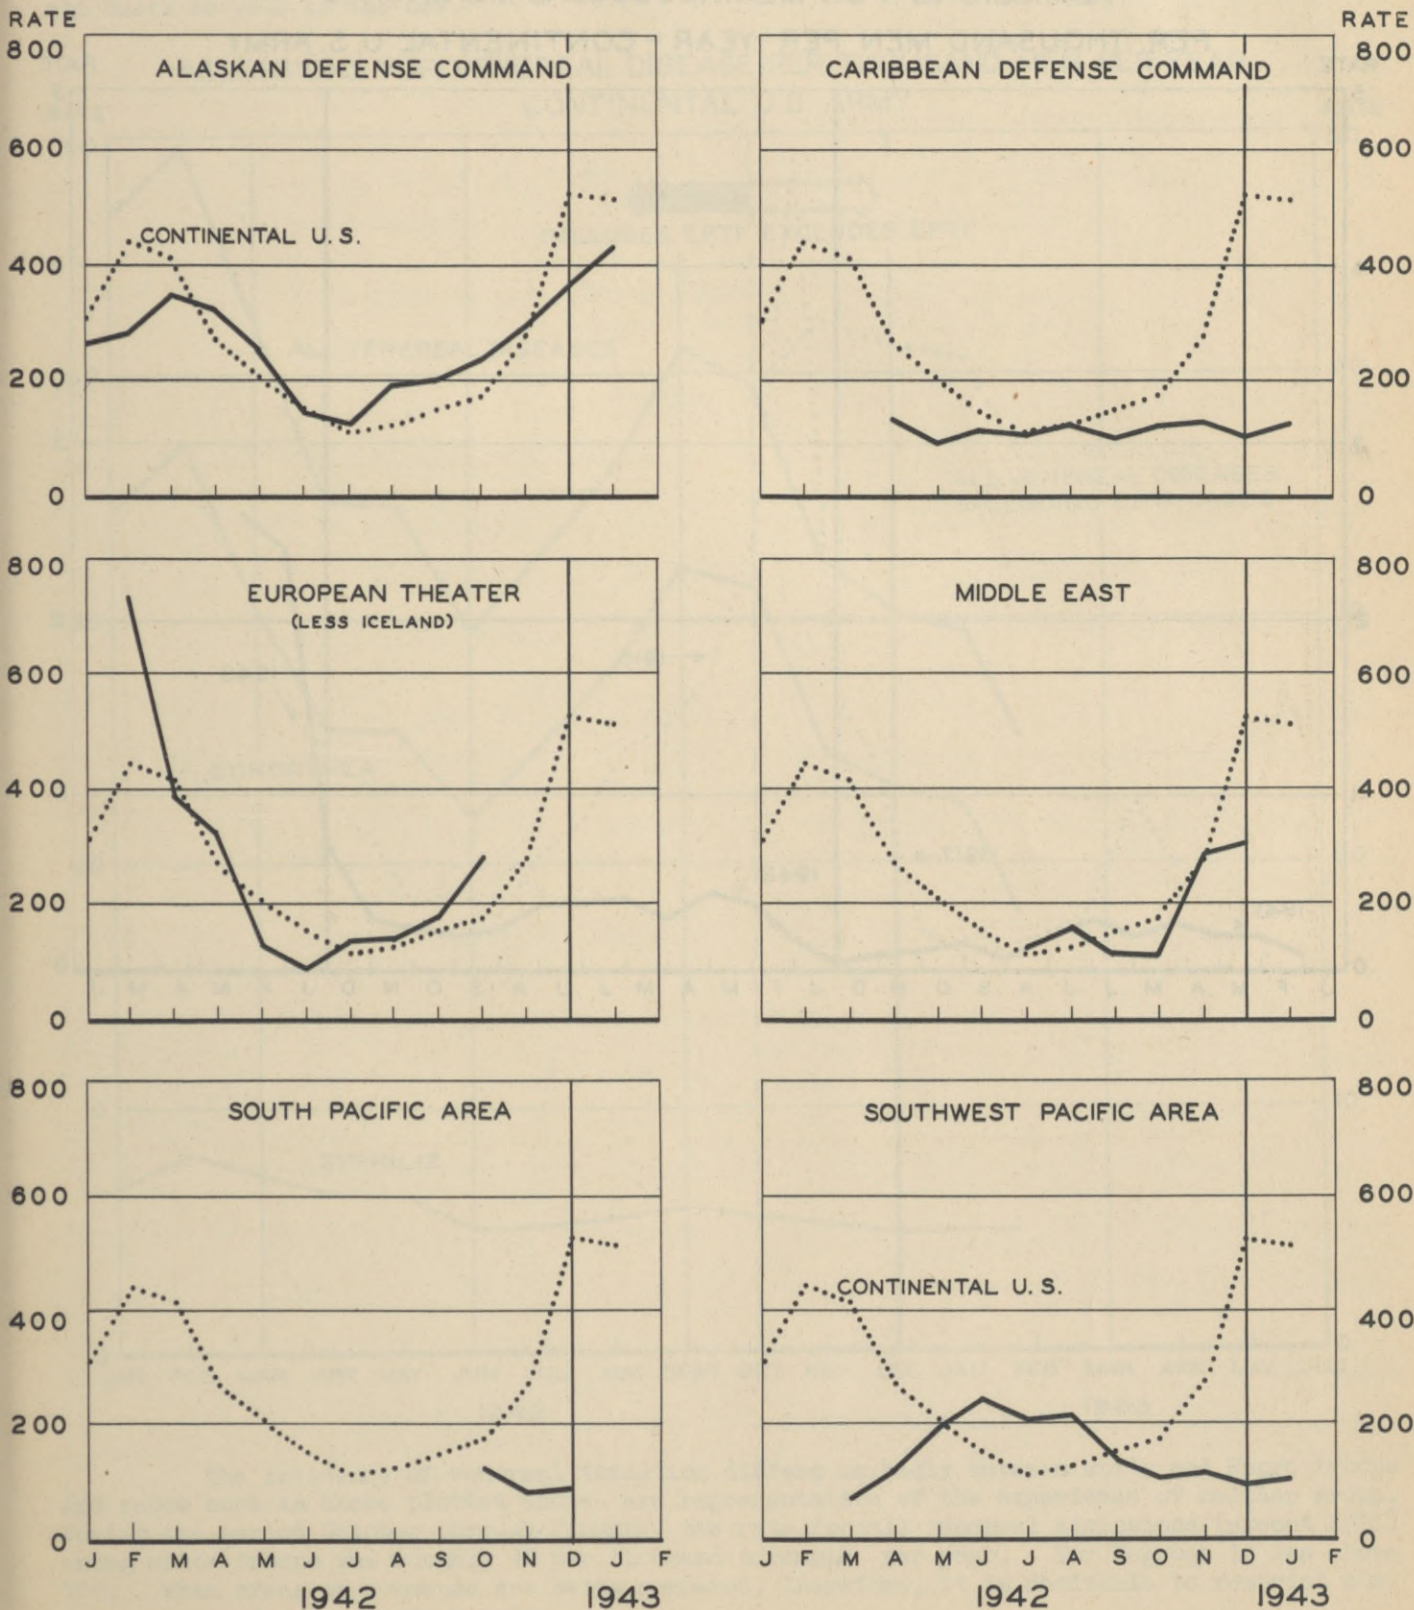 RATE RATE
800 800
ALASKAN DEFENSE COMMAND CARIBBEAN DEFENSE COMMAND
600 600
CONTINENTAL U.S.
400 400
200 200
0 0
800 800
EUROPEAN THEATER MIDDLE EAST
(LESS ICELAND)
600 600
400 400
200 200
0 0
800 800
SOUTH PACIFIC AREA SOUTHWEST PACIFIC AREA
600 600
CONTINENTAL U.S.
400 400
200 200
0 0
J F M A M J J A S O N D J F J F M A M J J A S O N D J F
1942 1943 1942 1943